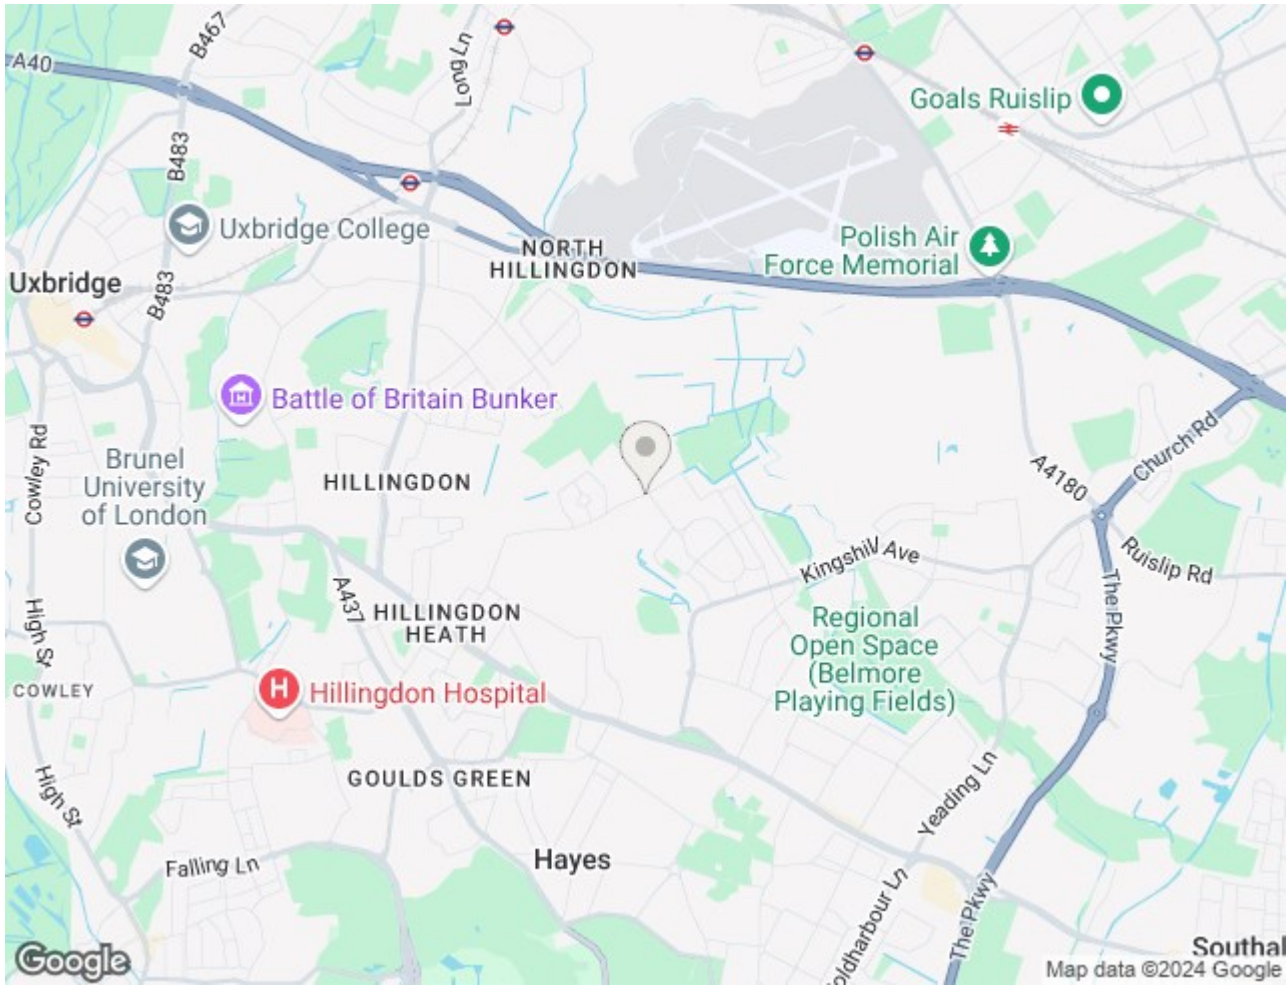 B467
A40
Long Ln
Goals Ruislip
B483
Uxbridge College
NORTH
HILLINGDON
Polish Air
Force Memorial
Uxbridge
B483
Battle of Britain Bunker
Cowley Rd
Brunel
University
of London
HILLINGDON
Church Rd
A4180
Kingshill Ave
Ruislip Rd
The Pkwy
High St
A437
HILLINGDON
HEATH
Regional
Open Space
(Belmore
Playing Fields)
COWLEY
H
Hillingdon Hospital
GOULDS GREEN
High St
Yeading Ln
Falling Ln
Hayes
The Pkwy
Google
Map data ©2024 Google